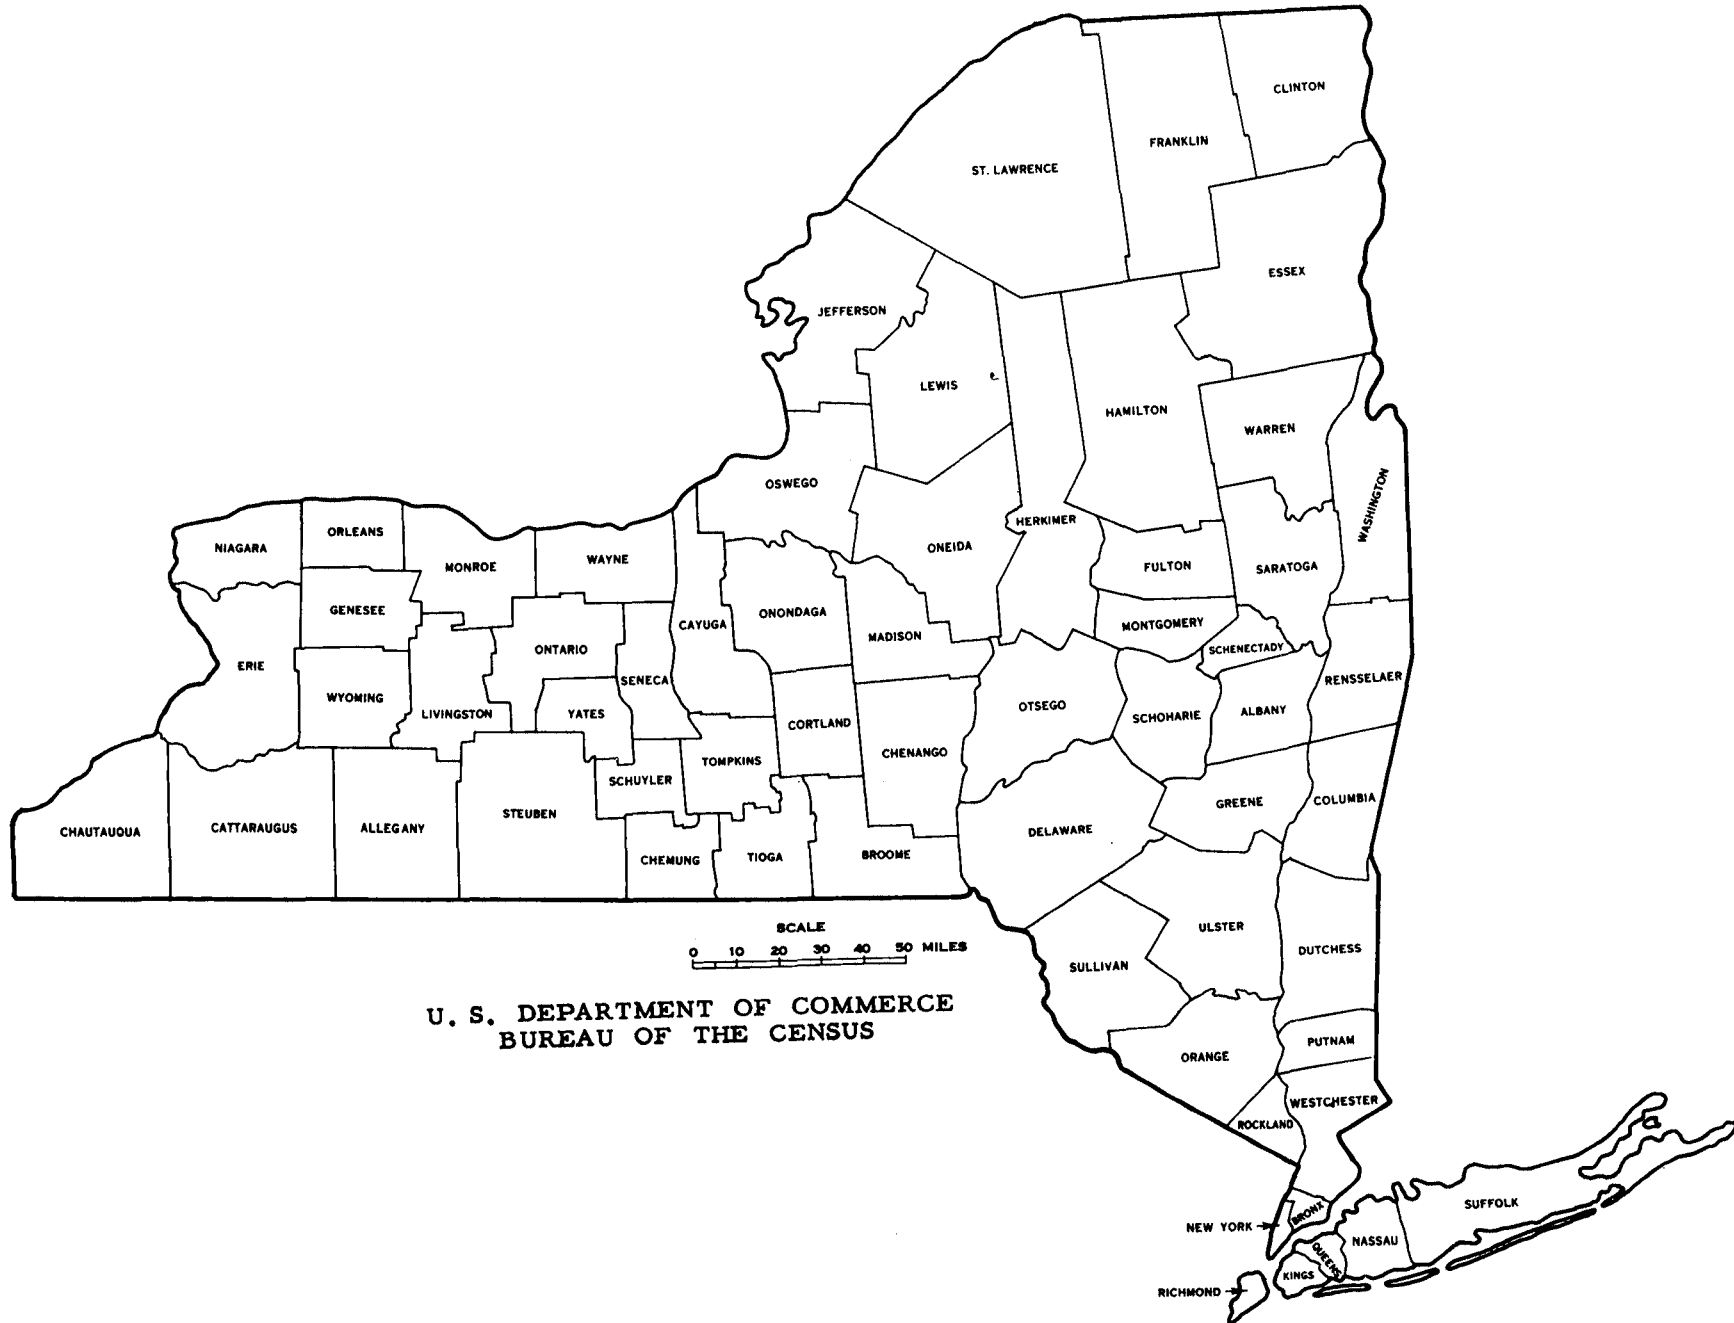 CLINTON
FRANKLIN
ST. LAWRENCE
ESSEX
JEFFERSON
LEWIS
HAMILTON
WARREN
OSWEGO
WASHINGTON
HERKIMER
ORLEANS
NIAGARA
ONEIDA
WAYNE
MONROE
FULTON
SARATOGA
GENESEE
ONONDAGA
CAYUGA
MONTGOMERY
MADISON
ONTARIO
SCHENECTADY
ERIE
SENECA
RENSSELAER
WYOMING
OTSEGO
ALBANY
LIVINGSTON
YATES
SCHOHARIE
CORTLAND
CHENANGO
TOMPKINS
SCHUYLER
COLUMBIA
GREENE
STEUBEN
CHAUTAUQUA
CATTARAUGUS
ALLEGANY
DELAWARE
CHEMUNG
TIOGA
BROOME
SCALE
0 10 20 30 40 50 MILES
ULSTER
DUTCHESS
SULLIVAN
U. S. DEPARTMENT OF COMMERCE
BUREAU OF THE CENSUS
PUTNAM
ORANGE
WESTCHESTER
ROCKLAND
SUFFOLK
BRONX
NEW YORK
NASSAU
QUEENS
KINGS
RICHMOND